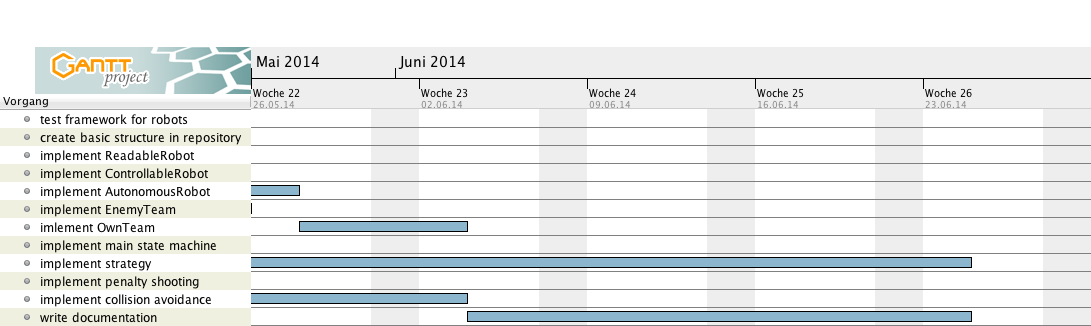 GANTT
project
Mai 2014
Juni 2014
Woche 22
Woche 23
Woche 24
Woche 25
Woche 26
Vorgang
26.05.14
02.06.14
09.06.14
16.06.14
23.06.14
test framework for robots
create basic structure in repository
implement ReadableRobot
implement ControllableRobot
implement AutonomousRobot
implement EnemyTeam
imlement OwnTeam
implement main state machine
implement strategy
implement penalty shooting
implement collision avoidance
write documentation